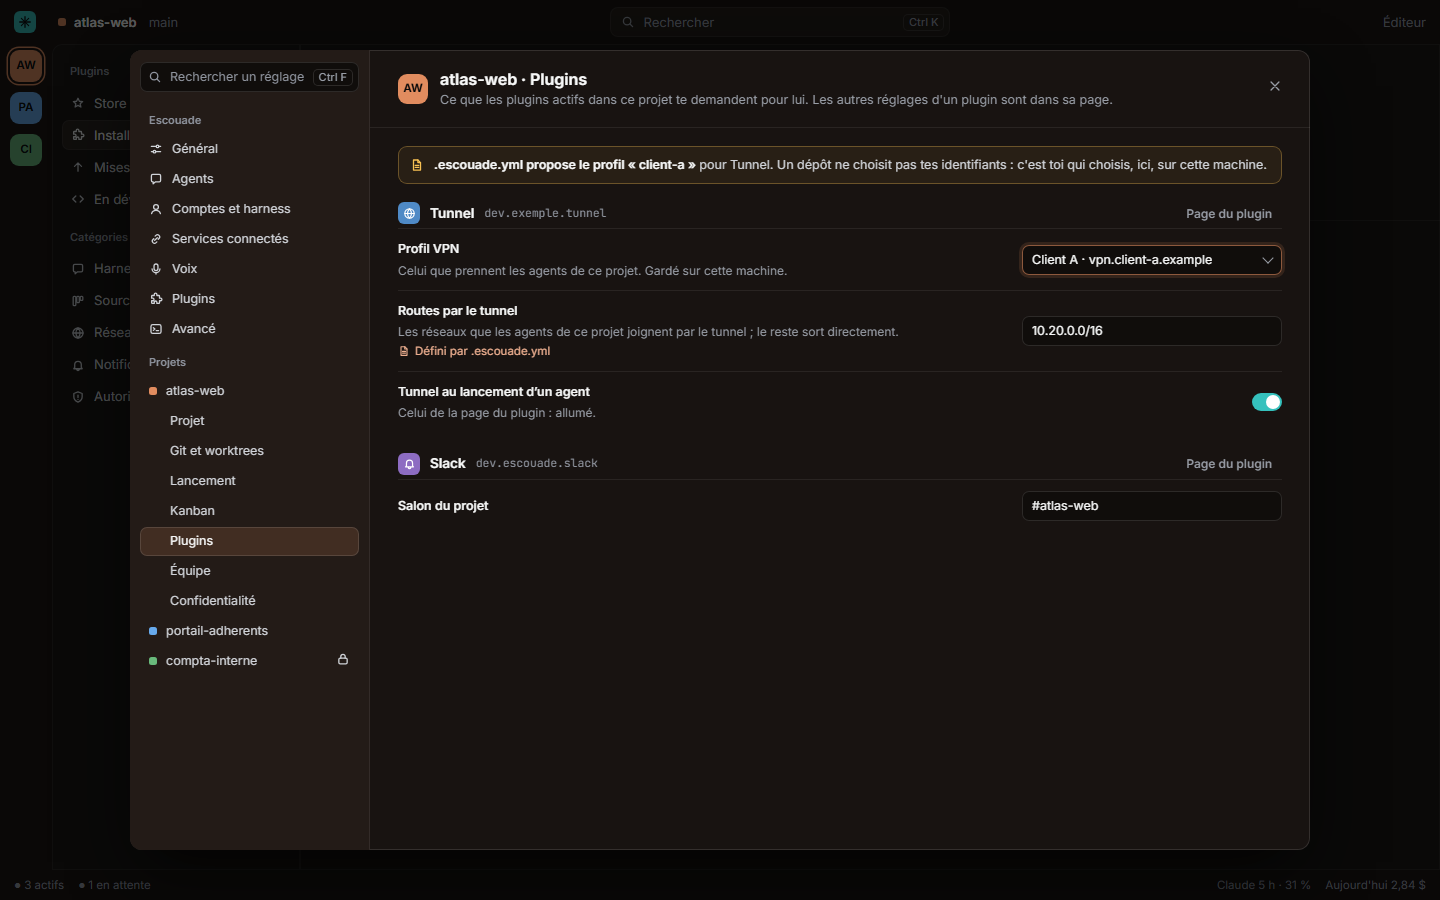 atlas-web main
Rechercher Ctrl K
Éditeur
AW
PA
CI
Plugins
Store
Install
Mises
En dé
Catégories
Harne
Sourc
Résea
Notific
Autori
Rechercher un réglage Ctrl F
Escouade
Général
Agents
Comptes et harness
Services connectés
Voix
Plugins
Avancé
Projets
atlas-web
Projet
Git et worktrees
Lancement
Kanban
Plugins
Équipe
Confidentialité
portail-adherents
compta-interne
AW
atlas-web · Plugins
Ce que les plugins actifs dans ce projet te demandent pour lui. Les autres réglages d'un plugin sont dans sa page.
.escouade.yml propose le profil « client-a » pour Tunnel. Un dépôt ne choisit pas tes identifiants : c'est toi qui choisis, ici, sur cette machine.
Tunnel dev.exemple.tunnel Page du plugin
Profil VPN
Celui que prennent les agents de ce projet. Gardé sur cette machine.
Client A · vpn.client-a.example
Routes par le tunnel
Les réseaux que les agents de ce projet joignent par le tunnel ; le reste sort directement.
Défini par .escouade.yml
10.20.0.0/16
Tunnel au lancement d’un agent
Celui de la page du plugin : allumé.
Slack dev.escouade.slack Page du plugin
Salon du projet
#atlas-web
3 actifs 1 en attente
Claude 5 h · 31 % Aujourd'hui 2,84 $